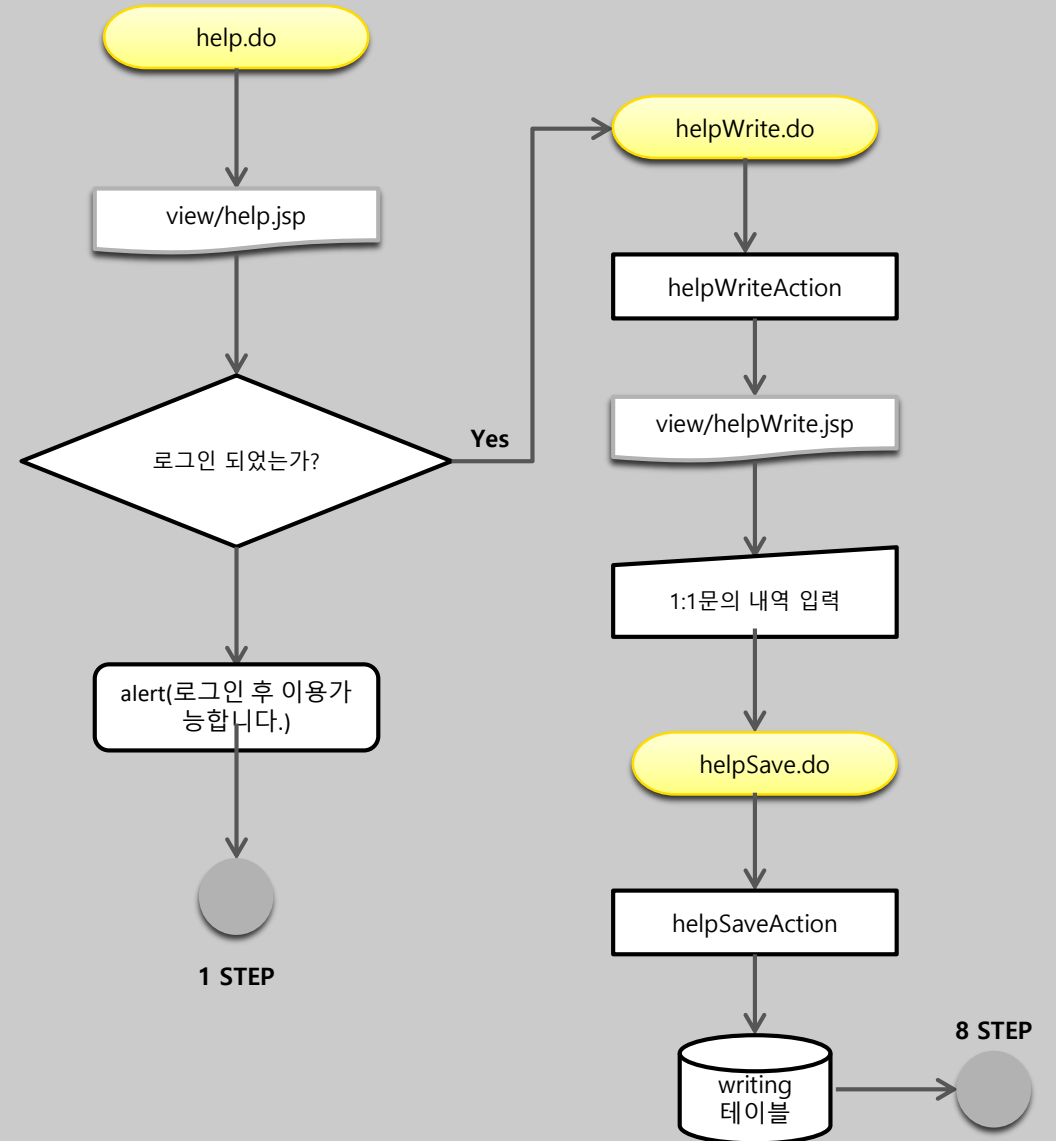 help.do
view/help.jsp
로그인 되었는가?
Yes
alert(로그인 후 이용가
능합니다.)
1 STEP
helpWrite.do
helpWriteAction
view/helpWrite.jsp
1:1문의 내역 입력
helpSave.do
helpSaveAction
writing
테이블
8 STEP